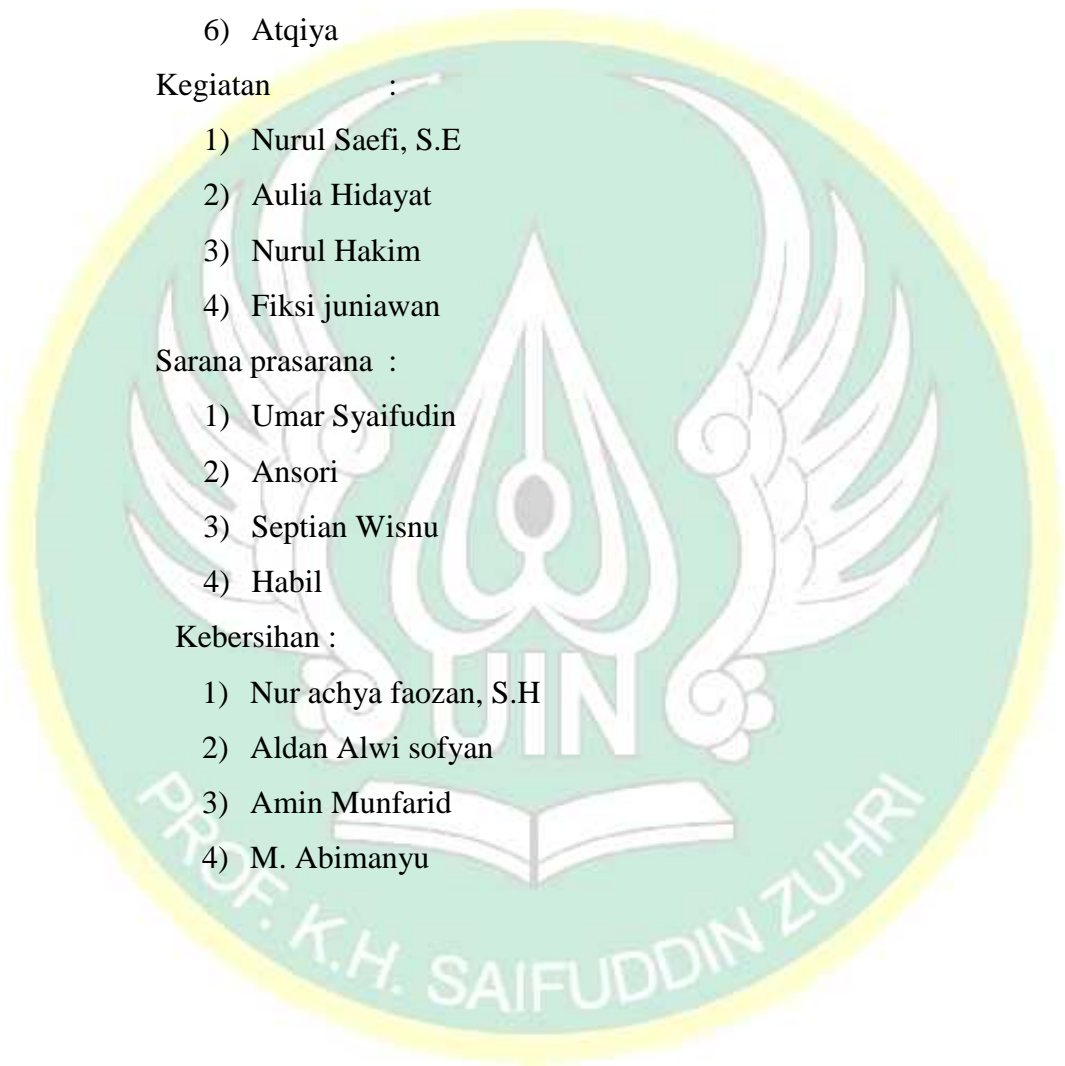 6) Atqiya
Kegiatan :
1) Nurul Saefi, S.E
2) Aulia Hidayat
3) Nurul Hakim
4) Fiksi juniawan
Sarana prasarana :
1) Umar Syaifudin
2) Ansori
3) Septian Wisnu
4) Habil
Kebersihan :
1) Nur achya faozan, S.H
2) Aldan Alwi sofyan
3) Amin Munfarid
4) M. Abimanyu
UIN
PROF. K.H. SAIFUDDIN ZUHRI